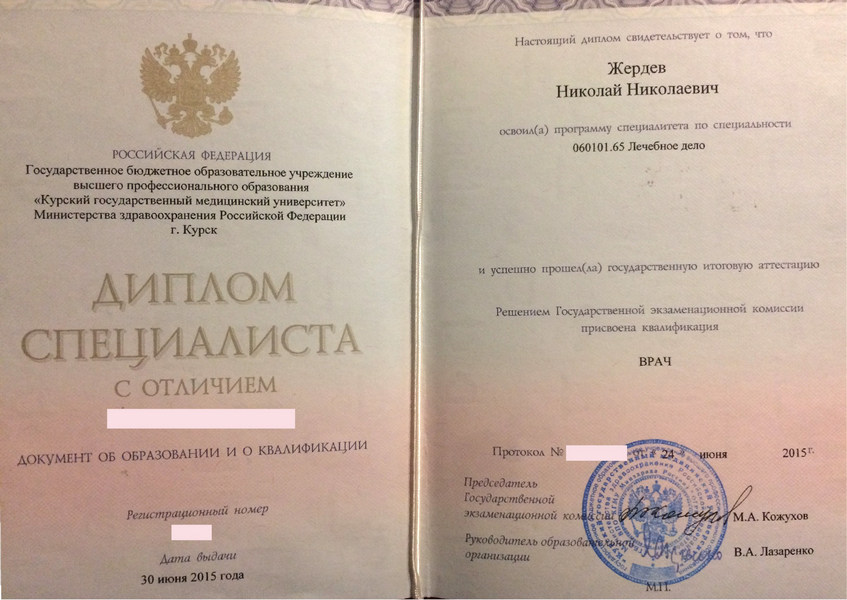 РОССИЙСКАЯ ФЕДЕРАЦИЯ
Государственное бюджетное образовательное учреждение
высшего профессионального образования
«Курский государственный медицинский университет»
Министерства здравоохранения Российской Федерации
г. Курск
ДИПЛОМ
СПЕЦИАЛИСТА
С ОТЛИЧИЕМ
ДОКУМЕНТ ОБ ОБРАЗОВАНИИ И О КВАЛИФИКАЦИИ
Регистрационный номер
Дата выдачи
30 июня 2015 года
Настоящий диплом свидетельствует о том, что
Жердев
Николай Николаевич
освоил(а) программу специалитета по специальности
060101.65 Лечебное дело
и успешно прошел(ла) государственную итоговую аттестацию
Решением Государственной экзаменационной комиссии
присвоена квалификация
ВРАЧ
Протокол № от 24 июня 2015 г.
Председатель
Государственной
экзаменационной комиссии М.А. Кожухов
Руководитель образовательной
организации В.А. Лазаренко
М.П.